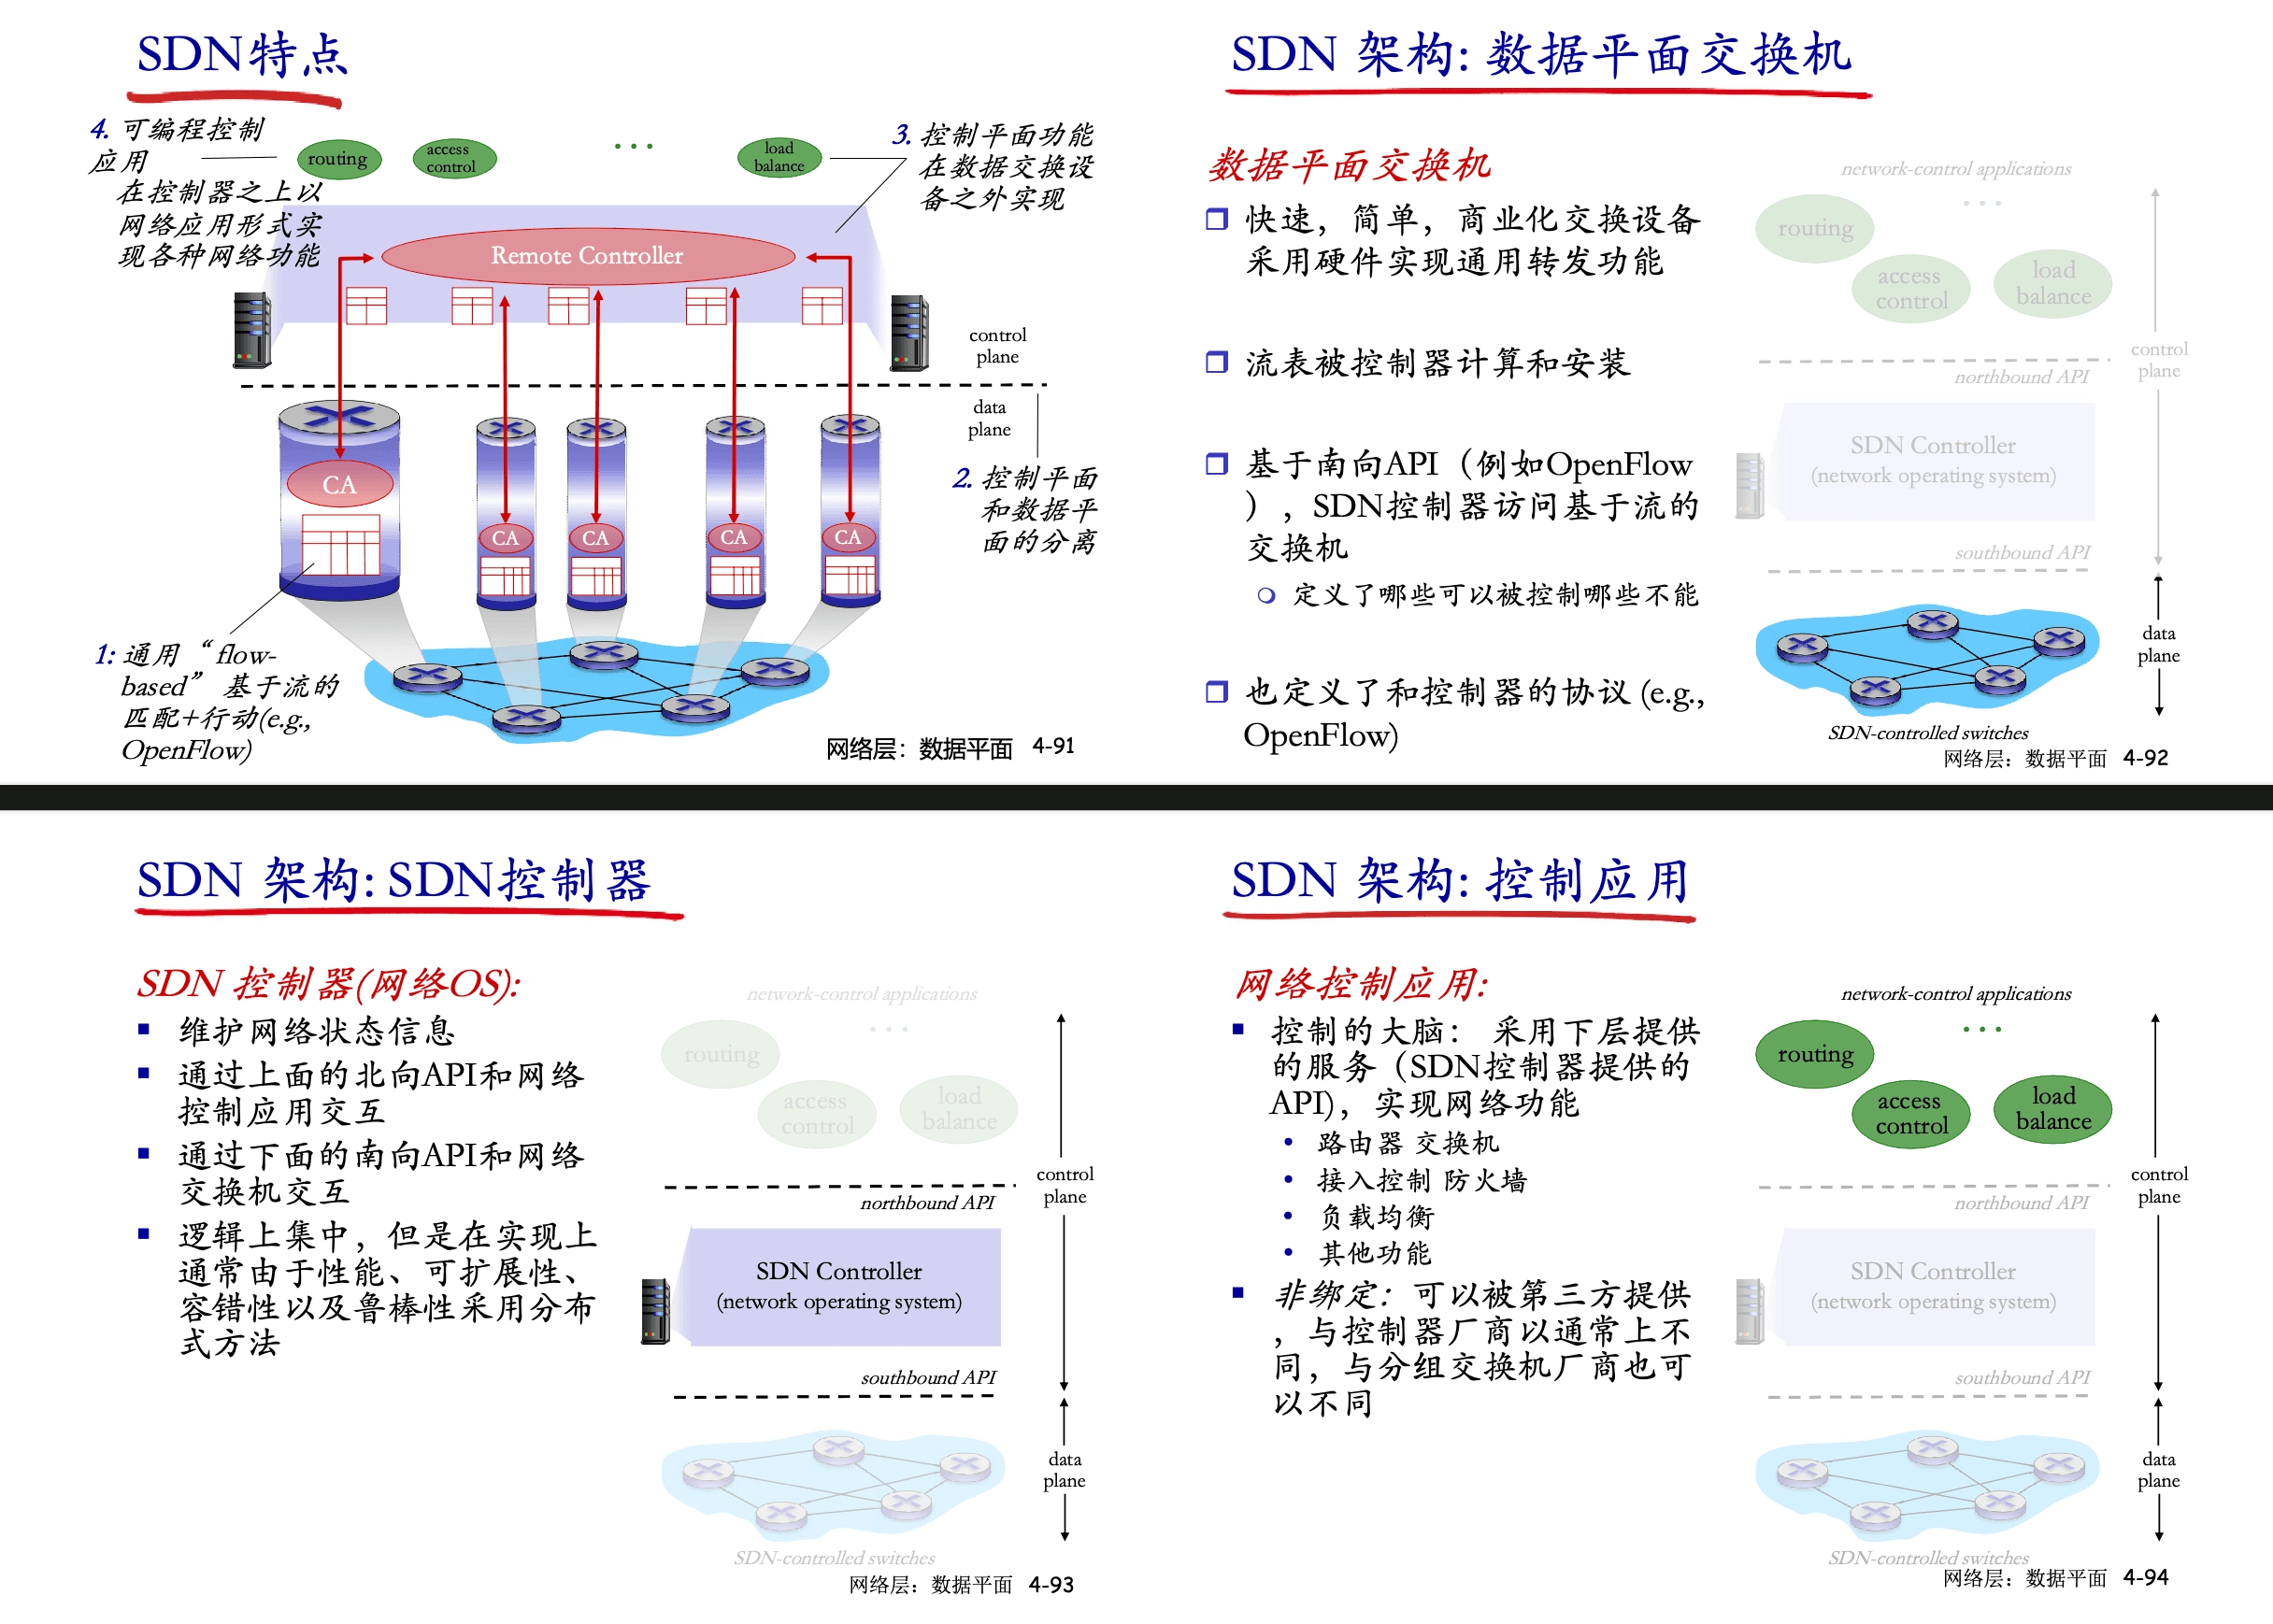 SDN特点
4. 可编程控制
应用
在控制器之上以
网络应用形式实
现各种网络功能
routing
access
control
...
load
balance
3. 控制平面功能
在数据交换设
备之外实现
Remote Controller
control
plane
data
plane
CA
CA
CA
CA
CA
2. 控制平面
和数据平
面的分离
1: 通用“ flow-
based” 基于流的
匹配+行动(e.g.,
OpenFlow)
网络层：数据平面 4-91
SDN 架构: 数据平面交换机
数据平面交换机
快速，简单，商业化交换设备
采用硬件实现通用转发功能
流表被控制器计算和安装
基于南向API（例如OpenFlow
），SDN控制器访问基于流的
交换机
定义了哪些可以被控制哪些不能
也定义了和控制器的协议 (e.g.,
OpenFlow)
network-control applications
...
routing
access
control
load
balance
control
plane
northbound API
SDN Controller
(network operating system)
southbound API
data
plane
SDN-controlled switches
网络层：数据平面 4-92
SDN 架构: SDN控制器
SDN 控制器(网络OS):
维护网络状态信息
通过上面的北向API和网络
控制应用交互
通过下面的南向API和网络
交换机交互
逻辑上集中，但是在实现上
通常由于性能、可扩展性、
容错性以及鲁棒性采用分布
式方法
network-control applications
...
routing
access
control
load
balance
control
plane
northbound API
SDN Controller
(network operating system)
southbound API
data
plane
SDN-controlled switches
网络层：数据平面 4-93
SDN 架构: 控制应用
网络控制应用:
控制的大脑： 采用下层提供
的服务（SDN控制器提供的
API)，实现网络功能
路由器 交换机
接入控制 防火墙
负载均衡
其他功能
非绑定：可以被第三方提供
，与控制器厂商以通常上不
同，与分组交换机厂商也可
以不同
network-control applications
...
routing
access
control
load
balance
control
plane
northbound API
SDN Controller
(network operating system)
southbound API
data
plane
SDN-controlled switches
网络层：数据平面 4-94